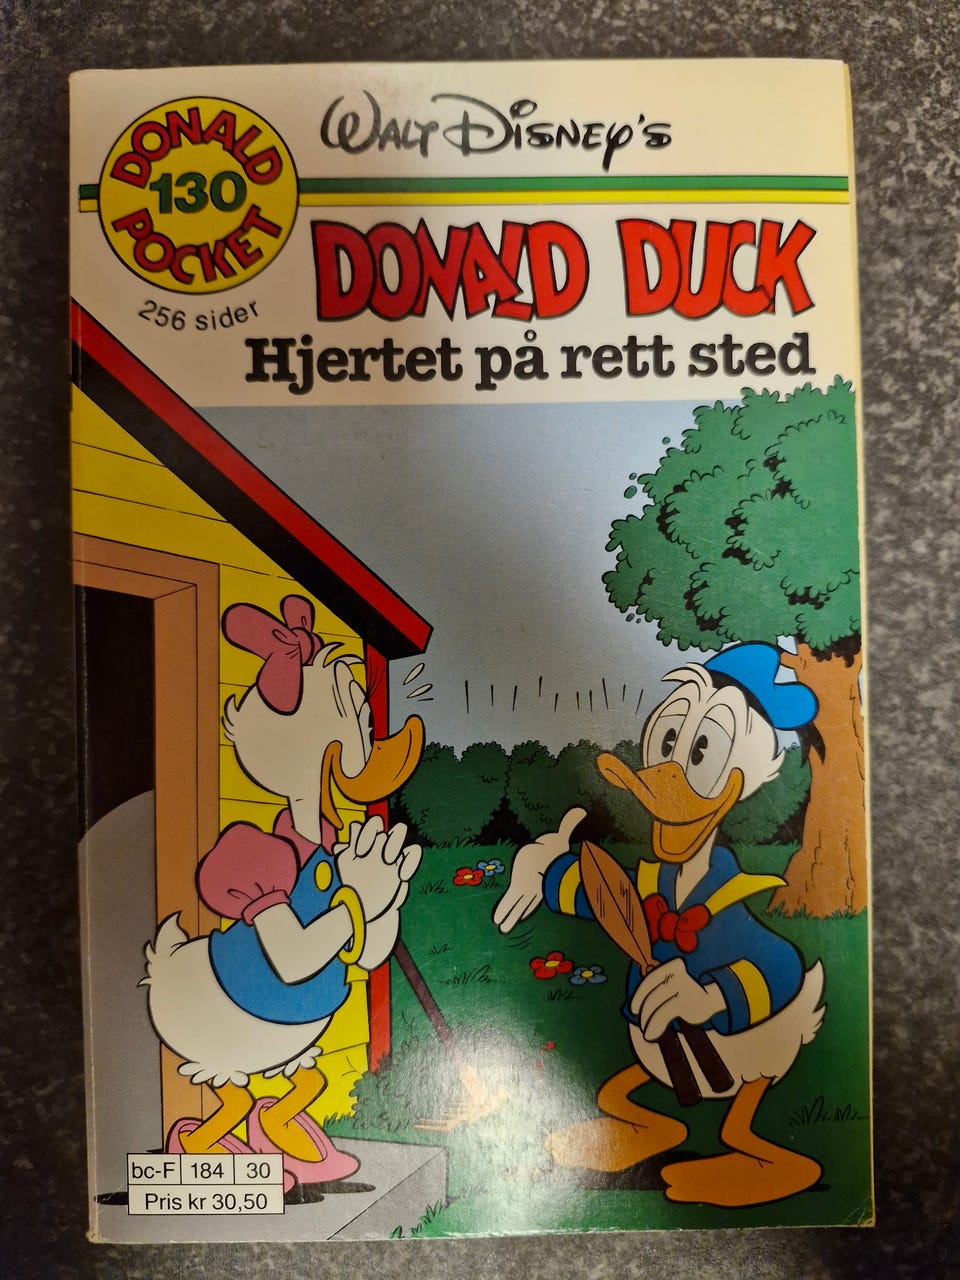 DONALD
130
POCKET
256 sider
WALT DISNEY'S
DONALD DUCK
Hjertet på rett sted
bc-F 184 30
Pris kr 30,50